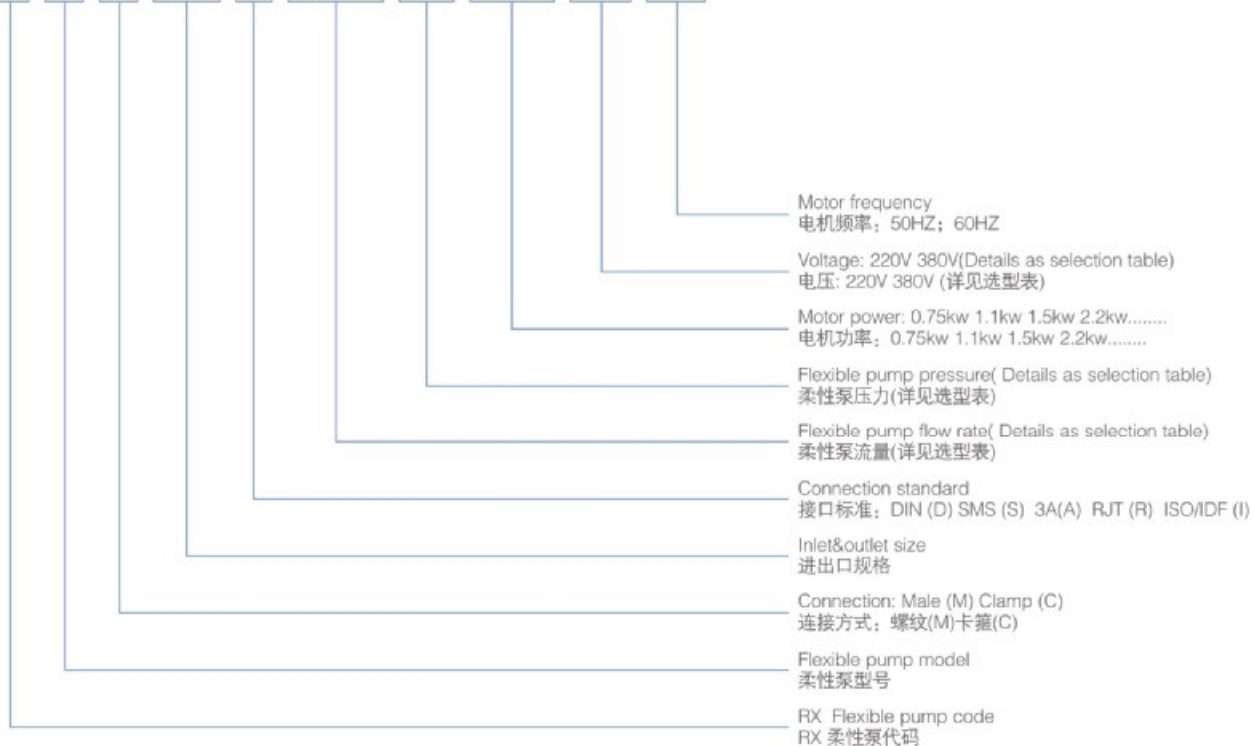 Motor frequency
电机频率：50HZ；60HZ
Voltage: 220V 380V(Details as selection table)
电压: 220V 380V (详见选型表)
Motor power: 0.75kw 1.1kw 1.5kw 2.2kw........
电机功率：0.75kw 1.1kw 1.5kw 2.2kw........
Flexible pump pressure( Details as selection table)
柔性泵压力(详见选型表)
Flexible pump flow rate( Details as selection table)
柔性泵流量(详见选型表)
Connection standard
接口标准：DIN (D) SMS (S) 3A(A) RJT (R) ISO/IDF (I)
Inlet&outlet size
进出口规格
Connection: Male (M) Clamp (C)
连接方式：螺纹(M)卡箍(C)
Flexible pump model
柔性泵型号
RX Flexible pump code
RX 柔性泵代码